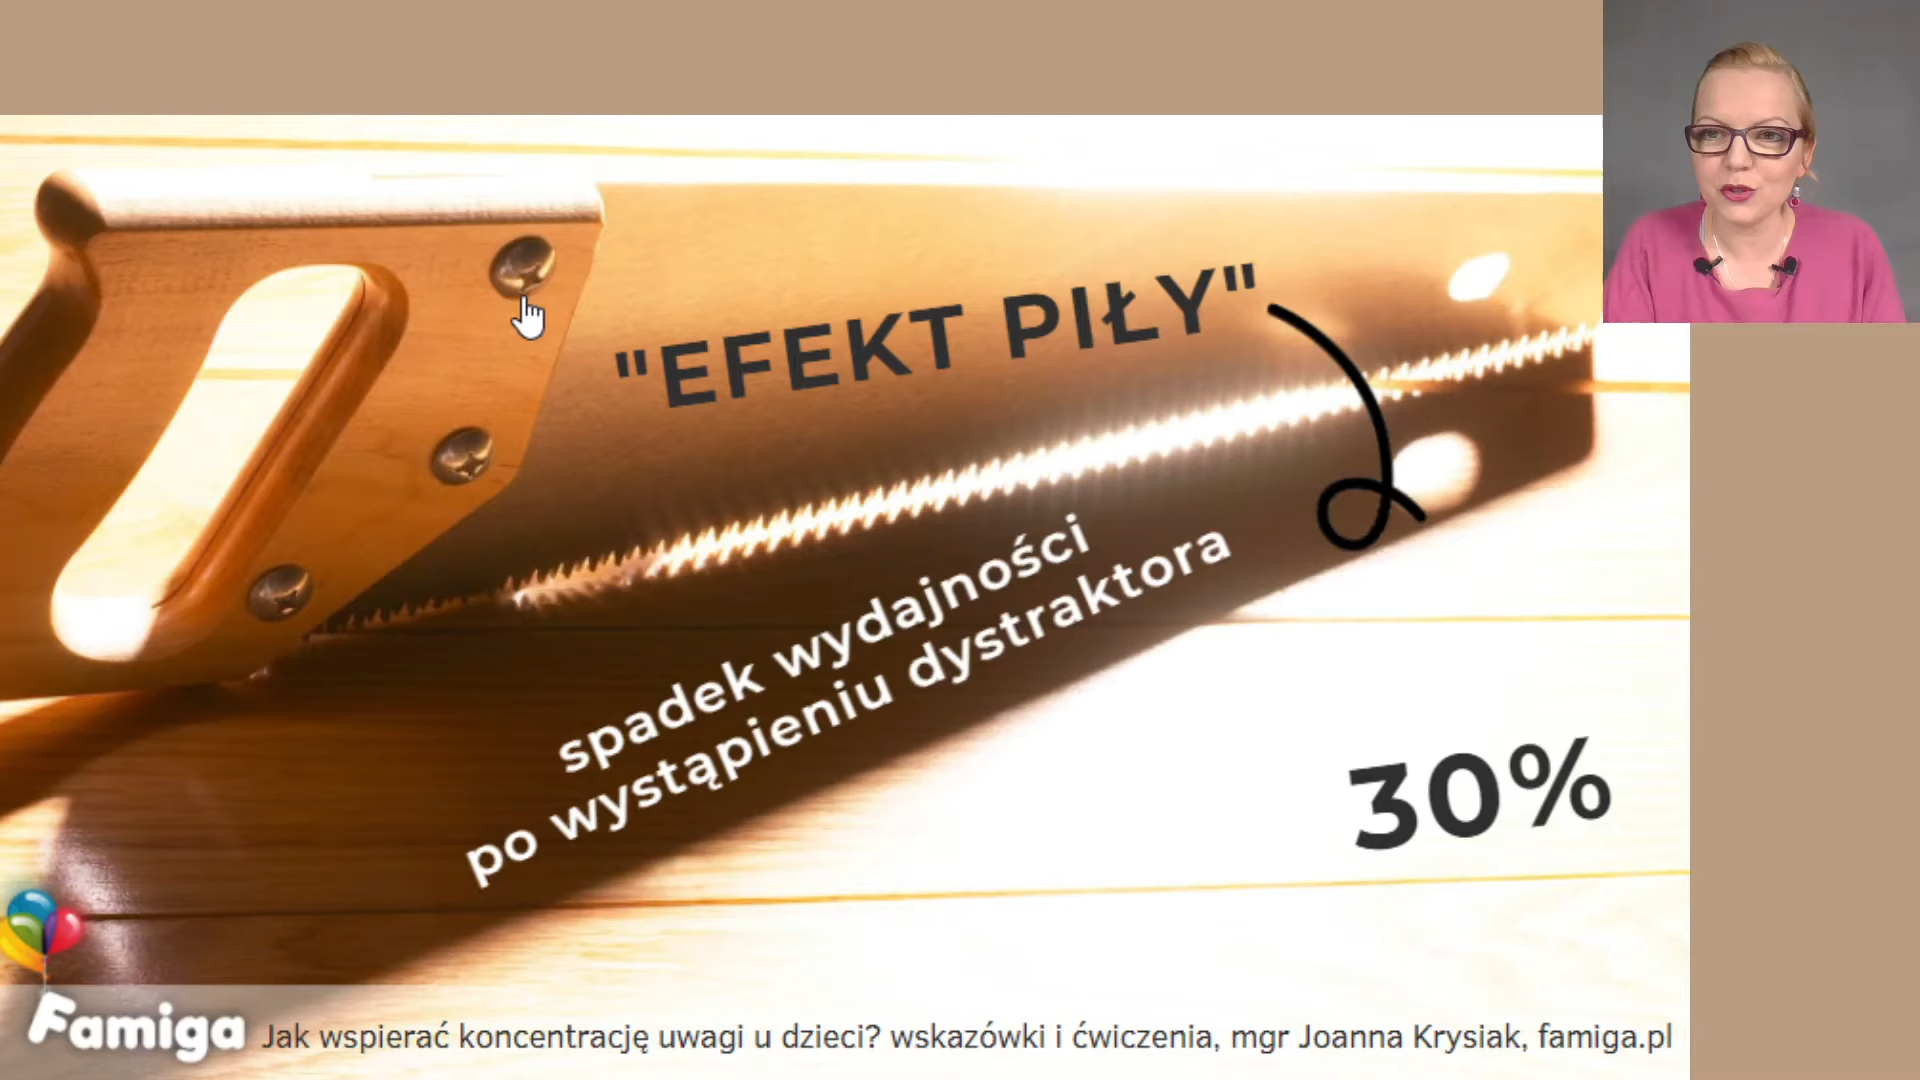 "EFEKT PIŁY"
spadek wydajności
po wystąpieniu dystraktora
30%
Famiga
Jak wspierać koncentrację uwagi u dzieci? wskazówki i ćwiczenia, mgr Joanna Krysiak, famiga.pl